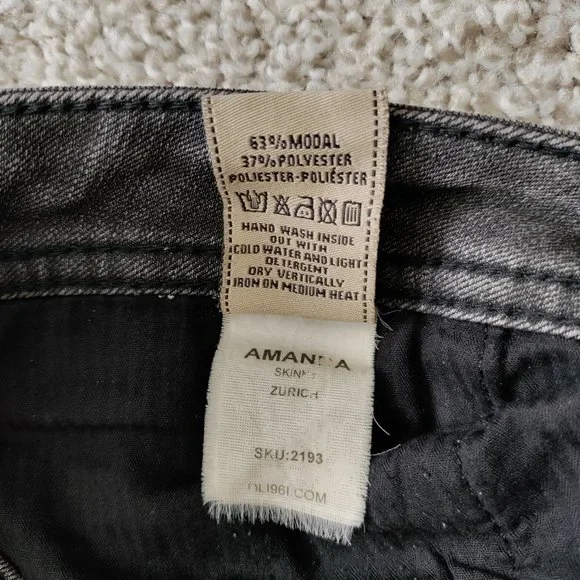 63%MODAL
37%POLYESTER
POLIESTER-POLIÉSTER
HAND WASH INSIDE
OUT WITH
COLD WATER AND LIGHT
DETERGENT
DRY VERTICALLY
IRON ON MEDIUM HEAT
AMANDA
SKINNY
ZURICH
SKU:2193